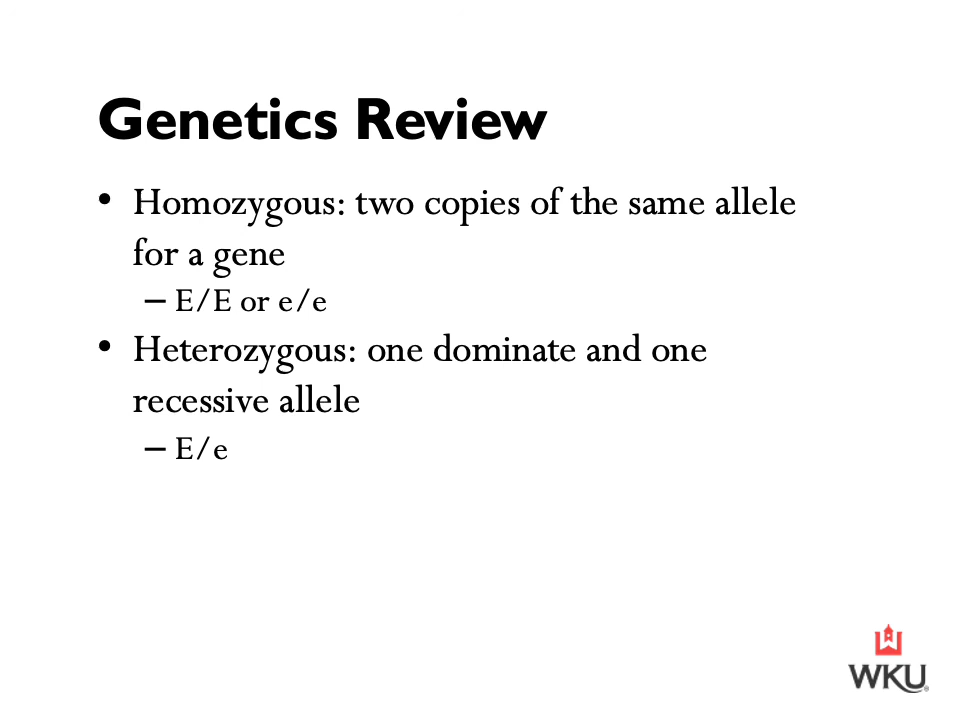 Genetics Review
• Homozygous: two copies of the same allele
for a gene
– E/E or e/e
• Heterozygous: one dominate and one
recessive allele
– E/e
WKU®